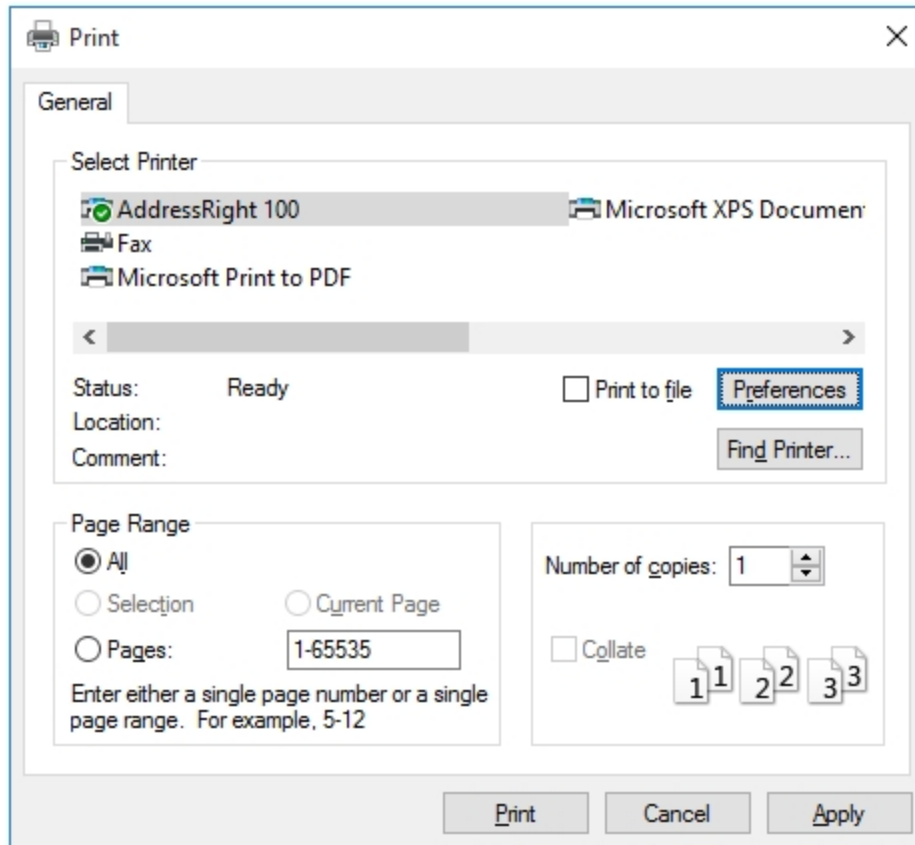 Print
General
Select Printer
AddressRight 100 Microsoft XPS Documen
Fax
Microsoft Print to PDF
Status: Ready Print to file Preferences
Location:
Comment: Find Printer...
Page Range
All
Selection Current Page
Pages: 1-65535
Enter either a single page number or a single
page range. For example, 5-12
Number of copies: 1
Collate
1 1 2 2 3 3
Print Cancel Apply